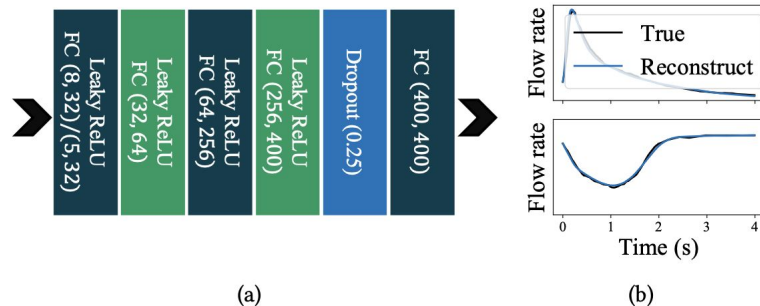 FC (8, 32)/(5, 32)
Leaky ReLU
FC (32, 64)
Leaky ReLU
FC (64, 256)
Leaky ReLU
FC (256, 400)
Leaky ReLU
Dropout (0.25)
FC (400, 400)
Flow rate
True
Reconstruct
Flow rate
0 1 2 3 4
Time (s)
(a)
(b)